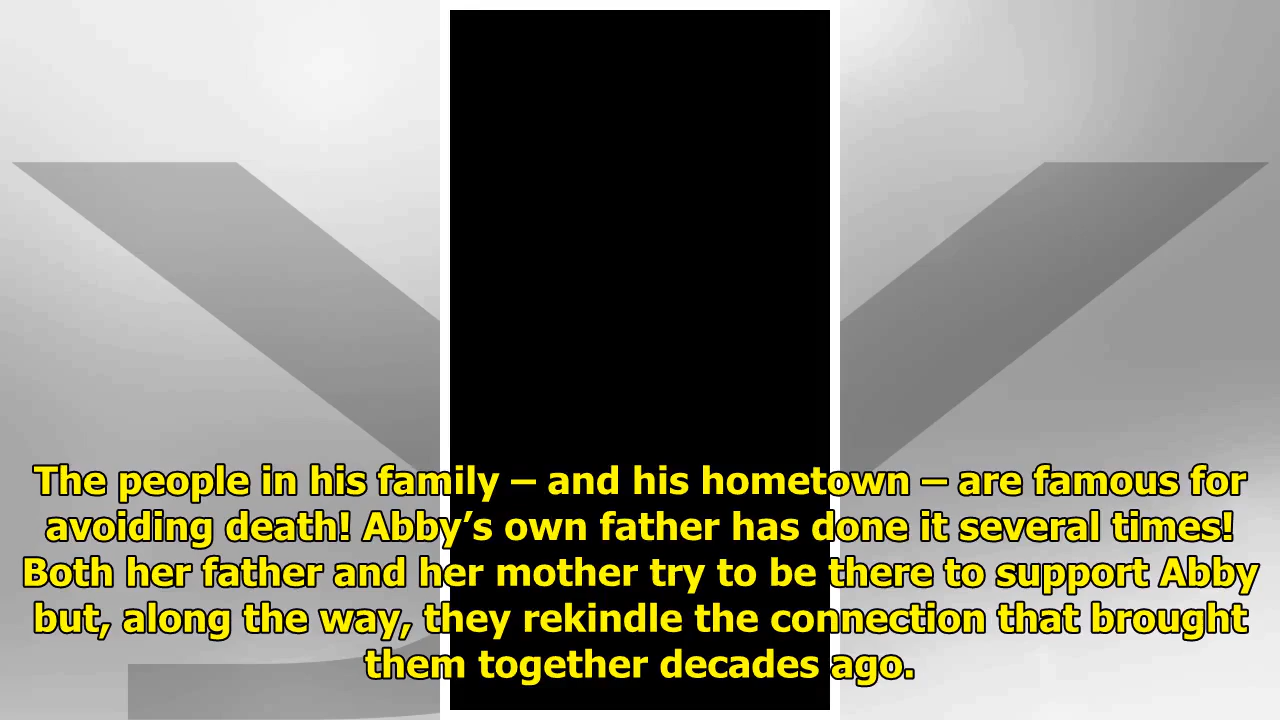 The people in his family – and his hometown – are famous for
avoiding death! Abby’s own father has done it several times!
Both her father and her mother try to be there to support Abby
but, along the way, they rekindle the connection that brought
them together decades ago.